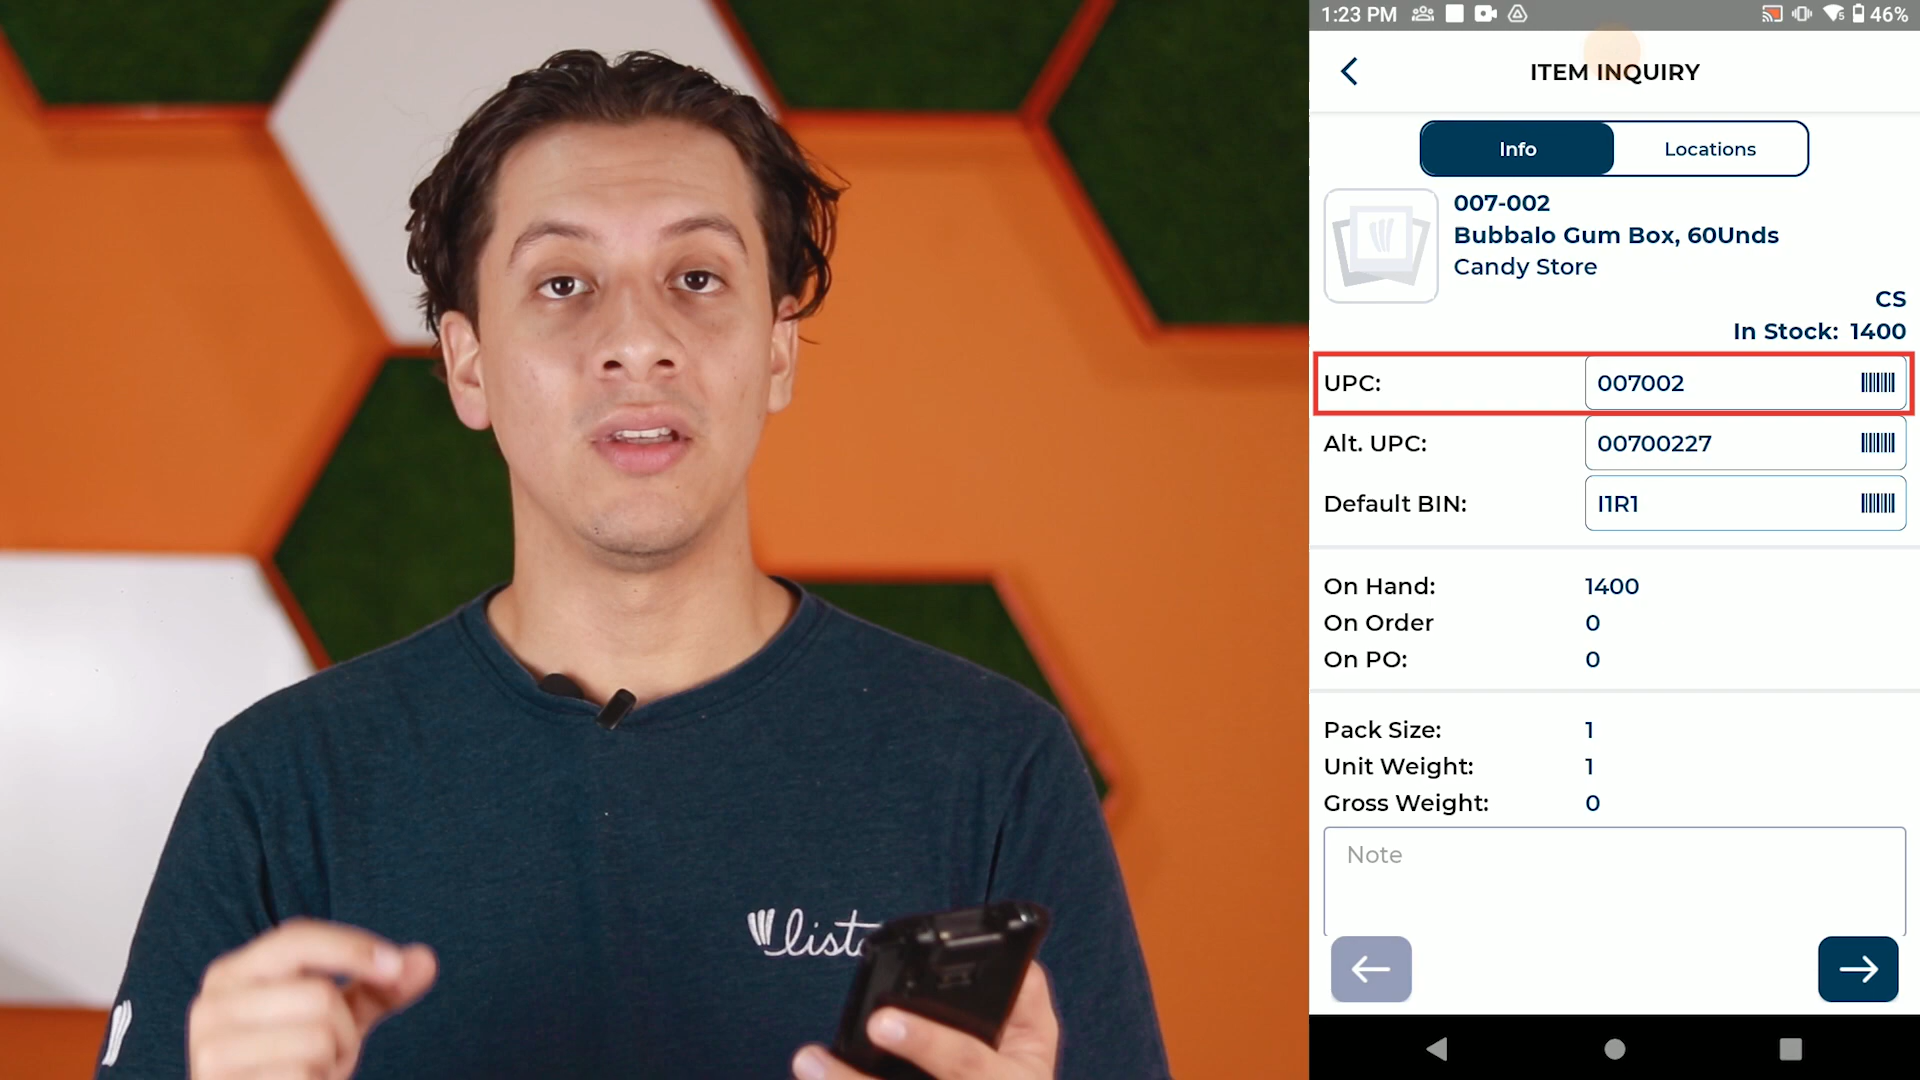 1:23 PM
46%
ITEM INQUIRY
Info
Locations
007-002
Bubbalo Gum Box, 60Unds
Candy Store
CS
In Stock: 1400
UPC:
007002
Alt. UPC:
00700227
Default BIN:
I1R1
On Hand:
1400
On Order
0
On PO:
0
Pack Size:
1
Unit Weight:
1
Gross Weight:
0
Note